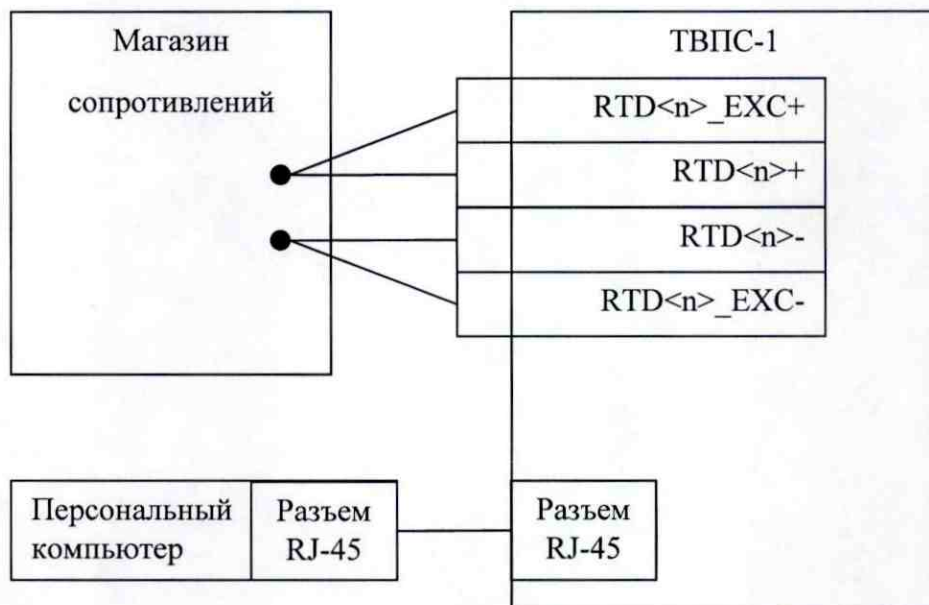 Магазин
сопротивлений
ТВПС-1
RTD<n>_EXC+
RTD<n>+
RTD<n>-
RTD<n>_EXC-
Персональный
компьютер
Разъем
RJ-45
Разъем
RJ-45